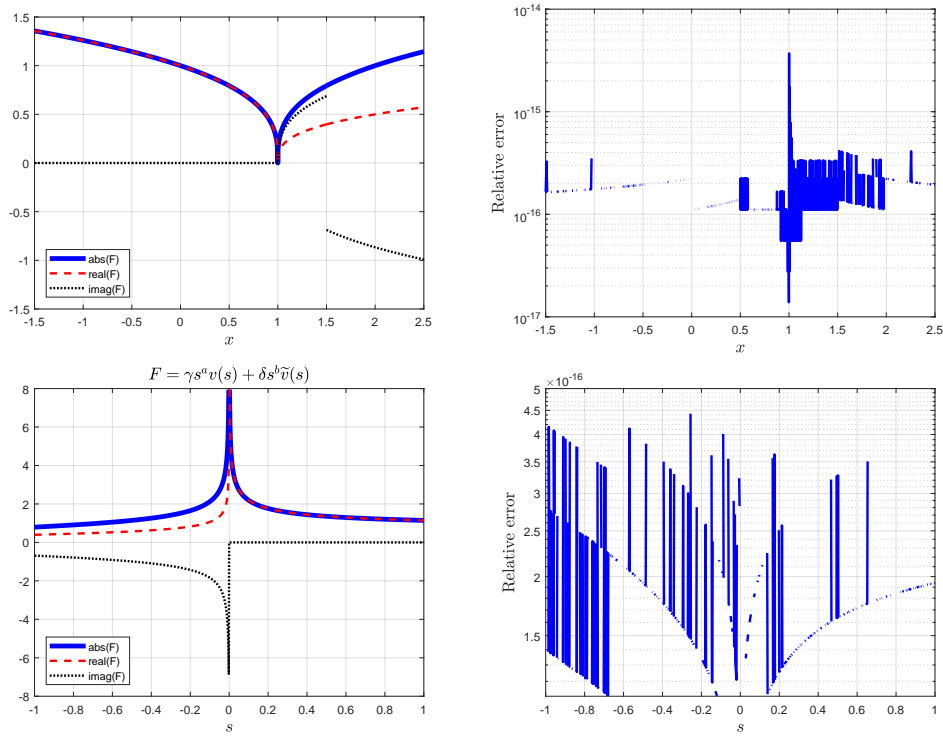 1.5
1
0.5
0
-0.5
-1
-1.5
abs(F)
real(F)
imag(F)
-1.5 -1 -0.5 0 0.5 1 1.5 2 2.5
x
10^-14
10^-15
10^-16
10^-17
Relative error
-1.5 -1 -0.5 0 0.5 1 1.5 2 2.5
x
F = γs^a v(s) + δs^b ṽ(s)
8
6
4
2
0
-2
-4
-6
-8
abs(F)
real(F)
imag(F)
-1 -0.8 -0.6 -0.4 -0.2 0 0.2 0.4 0.6 0.8 1
s
×10^-16
5
4.5
4
3.5
3
2.5
2
1.5
Relative error
-1 -0.8 -0.6 -0.4 -0.2 0 0.2 0.4 0.6 0.8 1
s